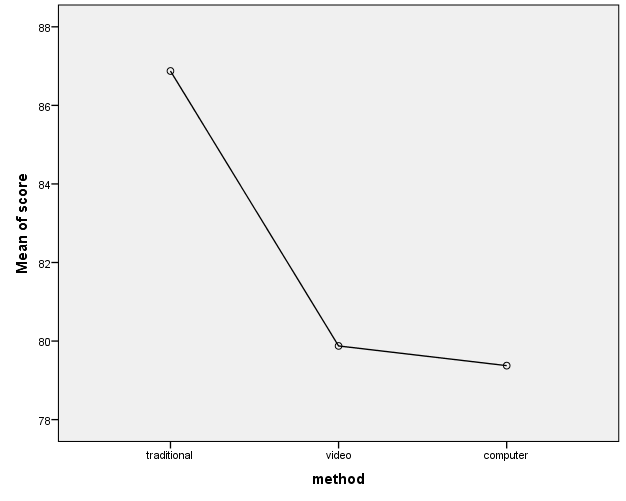 88
86
84
82
80
78
Mean of score
traditional
video
computer
method